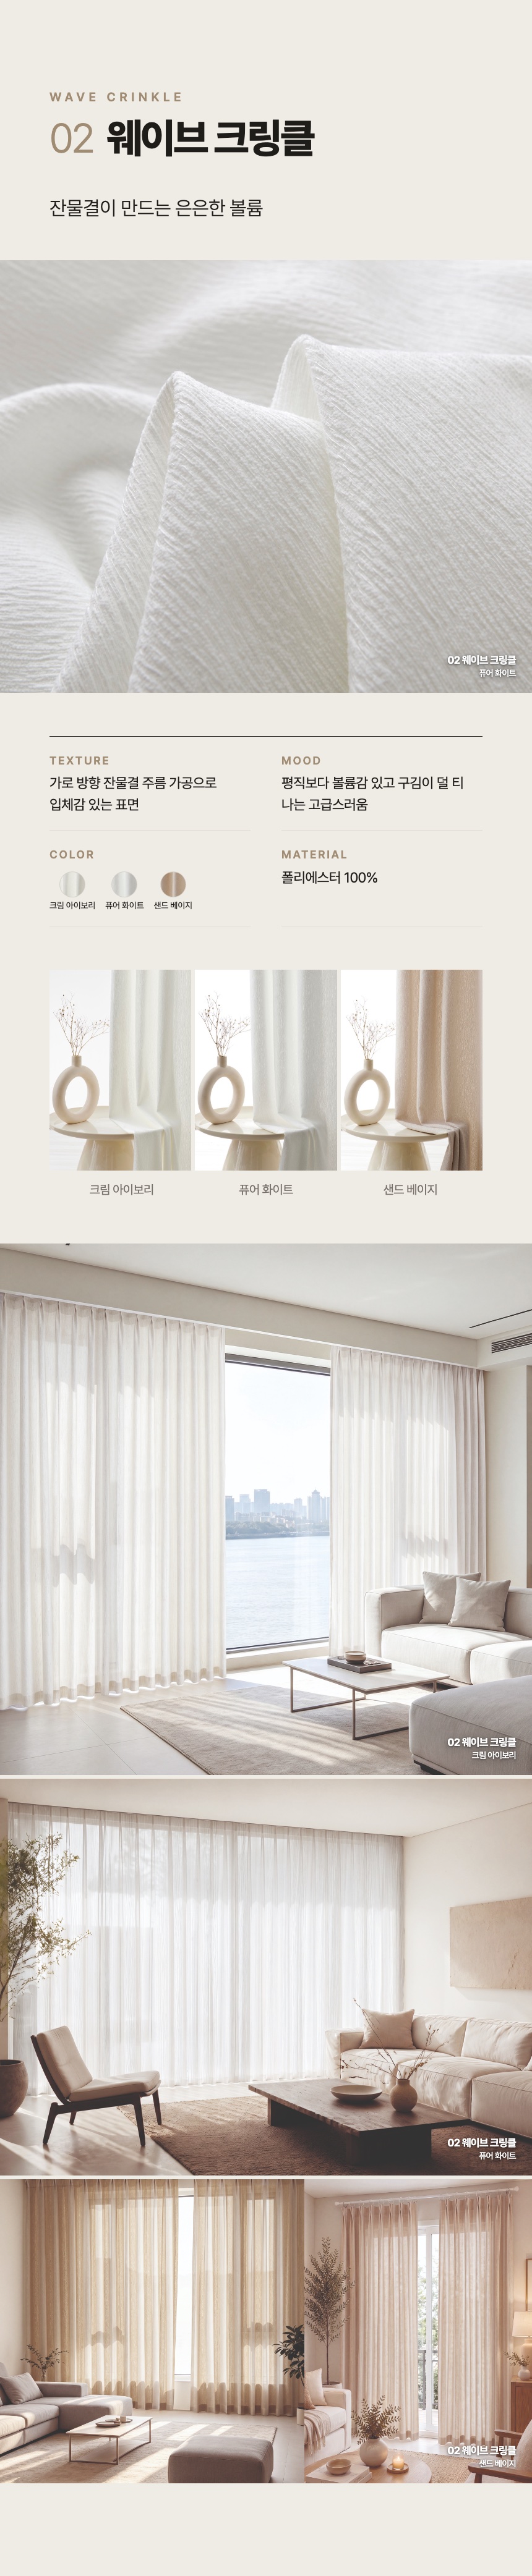 WAVE CRINKLE
02 웨이브 크링클
잔물결이 만드는 은은한 볼륨
02 웨이브 크링클
퓨어 화이트
TEXTURE
가로 방향 잔물결 주름 가공으로
입체감 있는 표면
MOOD
평직보다 볼륨감 있고 구김이 덜 티
나는 고급스러움
COLOR
크림 아이보리 퓨어 화이트 샌드 베이지
MATERIAL
폴리에스터 100%
크림 아이보리 퓨어 화이트 샌드 베이지
02 웨이브 크링클
크림 아이보리
02 웨이브 크링클
퓨어 화이트
02 웨이브 크링클
샌드 베이지